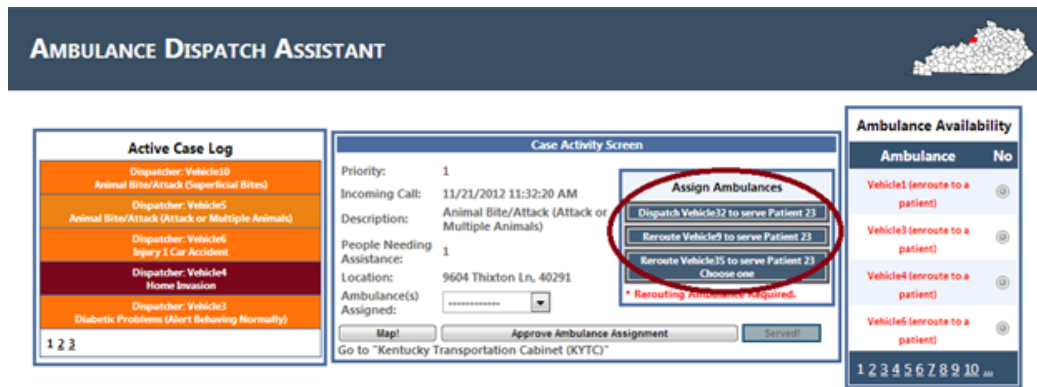 AMBULANCE DISPATCH ASSISTANT
Active Case Log
Dispatcher: Vehicle10
Animal Bite/Attack (Superficial Bites)
Dispatcher: Vehicle5
Animal Bite/Attack (Attack or Multiple Animals)
Dispatcher: Vehicle6
Injury 1 Car Accident
Dispatcher: Vehicle4
Home Invasion
Dispatcher: Vehicle3
Diabetic Problems (Alert Behaving Normally)
1 2 3
Case Activity Screen
Priority: 1
Incoming Call: 11/21/2012 11:32:20 AM
Description: Animal Bite/Attack (Attack or
Multiple Animals)
People Needing
Assistance: 1
Location: 9604 Thixton Ln, 40291
Ambulance(s)
Assigned: ------------
Map! Approve Ambulance Assignment Served!
Go to "Kentucky Transportation Cabinet (KYTC)"
Assign Ambulances
Dispatch Vehicle32 to serve Patient 23
Reroute Vehicle9 to serve Patient 23
Reroute Vehicle35 to serve Patient 23
Choose one
* Rerouting Ambulance Required.
Ambulance Availability
Ambulance No
Vehicle1 (enroute to a
patient)
Vehicle3 (enroute to a
patient)
Vehicle4 (enroute to a
patient)
Vehicle6 (enroute to a
patient)
1 2 3 4 5 6 7 8 9 10 ...